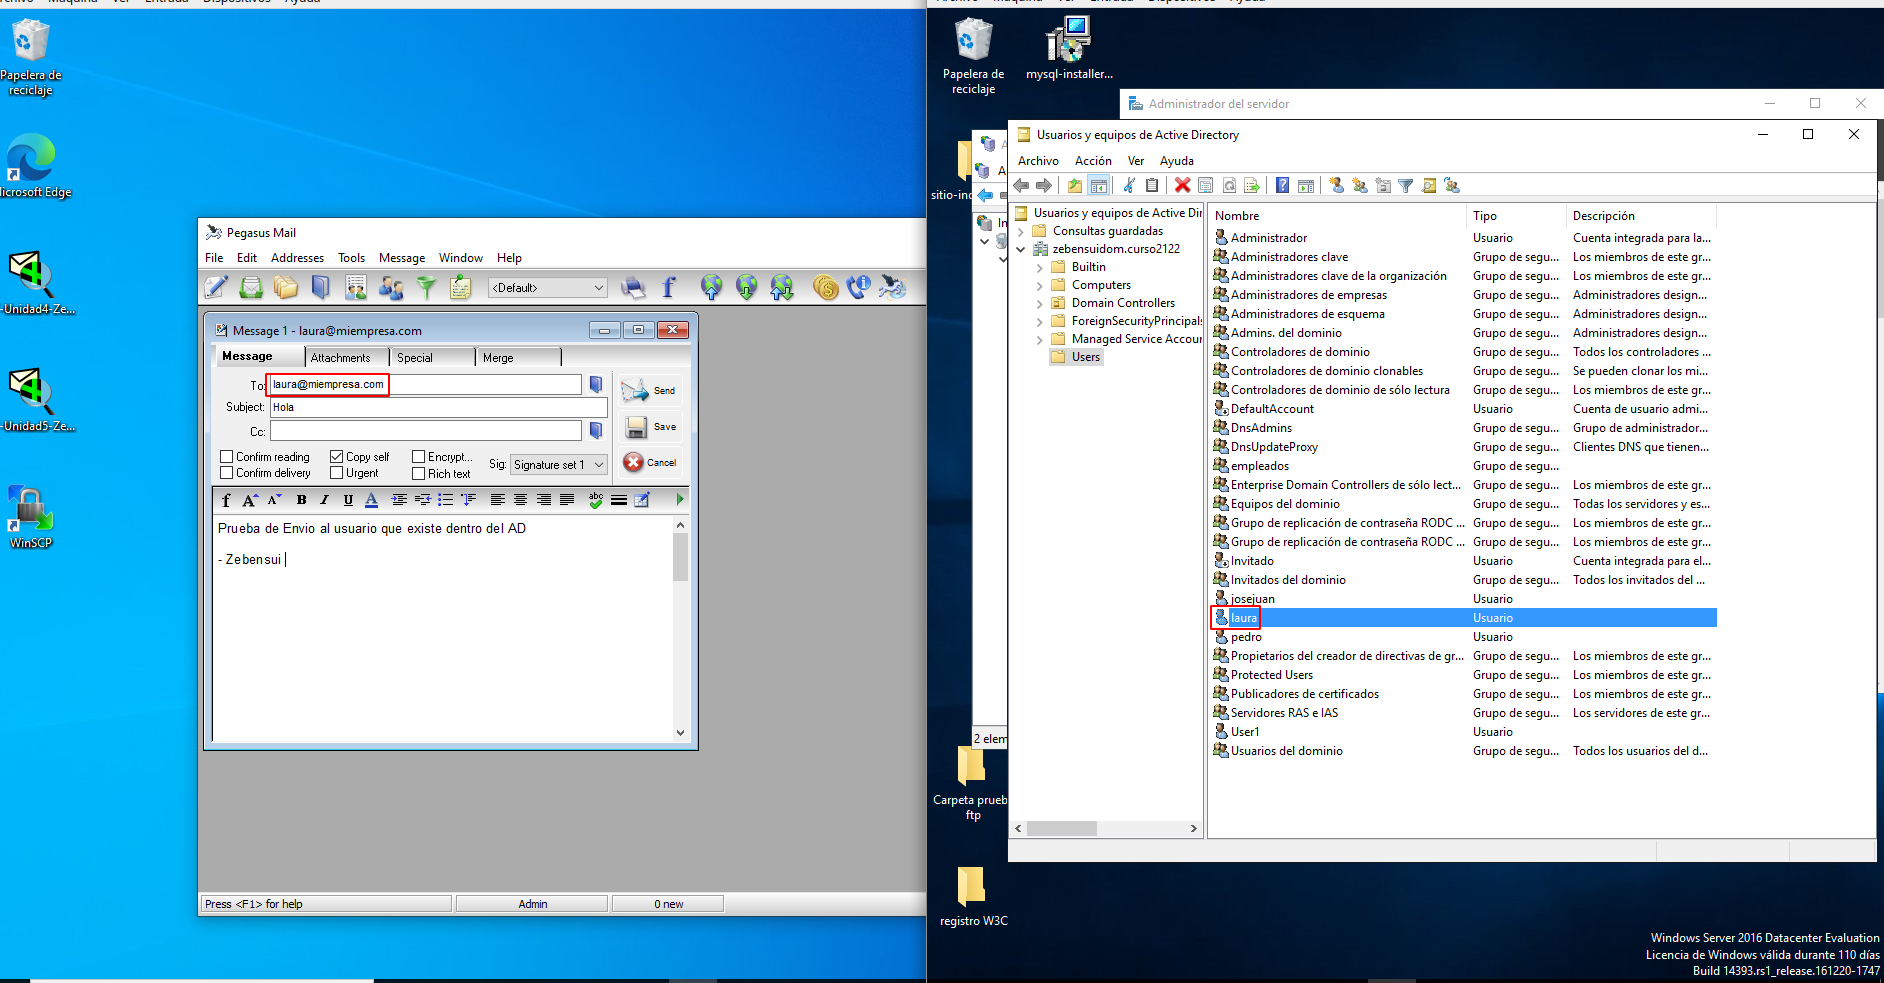 Archivo Maquina Ver Entrada Dispositivos Ayuda
Papelera de
reciclaje
Microsoft Edge
-Unidad4-Ze...
-Unidad5-Ze...
WinSCP
Pegasus Mail
File Edit Addresses Tools Message Window Help
<Default>
Message 1 - laura@miempresa.com
Message Attachments Special Merge
To: laura@miempresa.com
Send
Subject: Hola
Save
Cc:
Confirm reading Copy self Encrypt...
Confirm delivery Urgent Rich text
Sig: Signature set 1
Cancel
Prueba de Envio al usuario que existe dentro del AD
- Zebensui
Press <F1> for help Admin 0 new
Archivo Máquina Ver Entrada Dispositivos Ayuda
Papelera de
reciclaje
mysql-installer...
sitio-inc
Carpeta prueb
ftp
registro W3C
Administrador del servidor
2 elem
Usuarios y equipos de Active Directory
Archivo Acción Ver Ayuda
Usuarios y equipos de Active Dir
Consultas guardadas
zebensuidom.curso2122
Builtin
Computers
Domain Controllers
ForeignSecurityPrincipals
Managed Service Accour
Users
Nombre Tipo Descripción
Administrador Usuario Cuenta integrada para la...
Administradores clave Grupo de segu... Los miembros de este gr...
Administradores clave de la organización Grupo de segu... Los miembros de este gr...
Administradores de empresas Grupo de segu... Administradores design...
Administradores de esquema Grupo de segu... Administradores design...
Admins. del dominio Grupo de segu... Administradores design...
Controladores de dominio Grupo de segu... Todos los controladores ...
Controladores de dominio clonables Grupo de segu... Se pueden clonar los mi...
Controladores de dominio de sólo lectura Grupo de segu... Los miembros de este gr...
DefaultAccount Usuario Cuenta de usuario admi...
DnsAdmins Grupo de segu... Grupo de administrador...
DnsUpdateProxy Grupo de segu... Clientes DNS que tienen...
empleados Grupo de segu...
Enterprise Domain Controllers de sólo lect... Grupo de segu... Los miembros de este gr...
Equipos del dominio Grupo de segu... Todas los servidores y es...
Grupo de replicación de contraseña RODC ... Grupo de segu... Los miembros de este gr...
Grupo de replicación de contraseña RODC ... Grupo de segu... Los miembros de este gr...
Invitado Usuario Cuenta integrada para el...
Invitados del dominio Grupo de segu... Todos los invitados del ...
josejuan Usuario
laura Usuario
pedro Usuario
Propietarios del creador de directivas de gr... Grupo de segu... Los miembros de este gr...
Protected Users Grupo de segu... Los miembros de este gr...
Publicadores de certificados Grupo de segu... Los miembros de este gr...
Servidores RAS e IAS Grupo de segu... Los servidores de este gr...
User1 Usuario
Usuarios del dominio Grupo de segu... Todos los usuarios del d...
Windows Server 2016 Datacenter Evaluation
Licencia de Windows válida durante 110 días
Build 14393.rs1_release.161220-1747